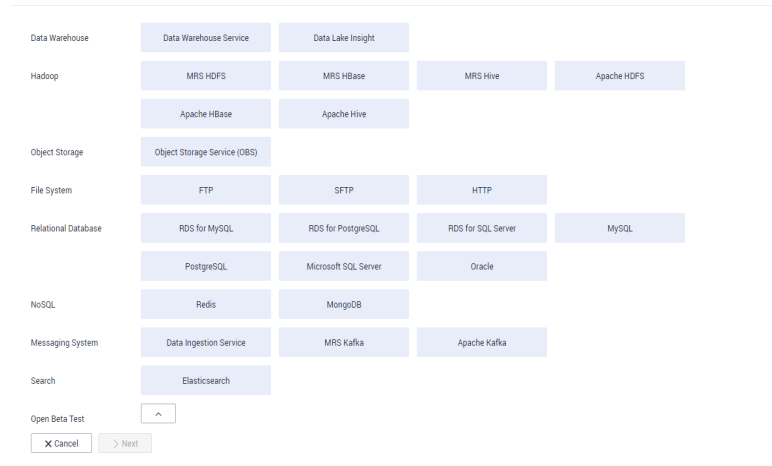 Data Warehouse Data Warehouse Service Data Lake Insight
Hadoop MRS HDFS MRS HBase MRS Hive Apache HDFS
Apache HBase Apache Hive
Object Storage Object Storage Service (OBS)
File System FTP SFTP HTTP
Relational Database RDS for MySQL RDS for PostgreSQL RDS for SQL Server MySQL
PostgreSQL Microsoft SQL Server Oracle
NoSQL Redis MongoDB
Messaging System Data Ingestion Service MRS Kafka Apache Kafka
Search Elasticsearch
Open Beta Test
Cancel Next